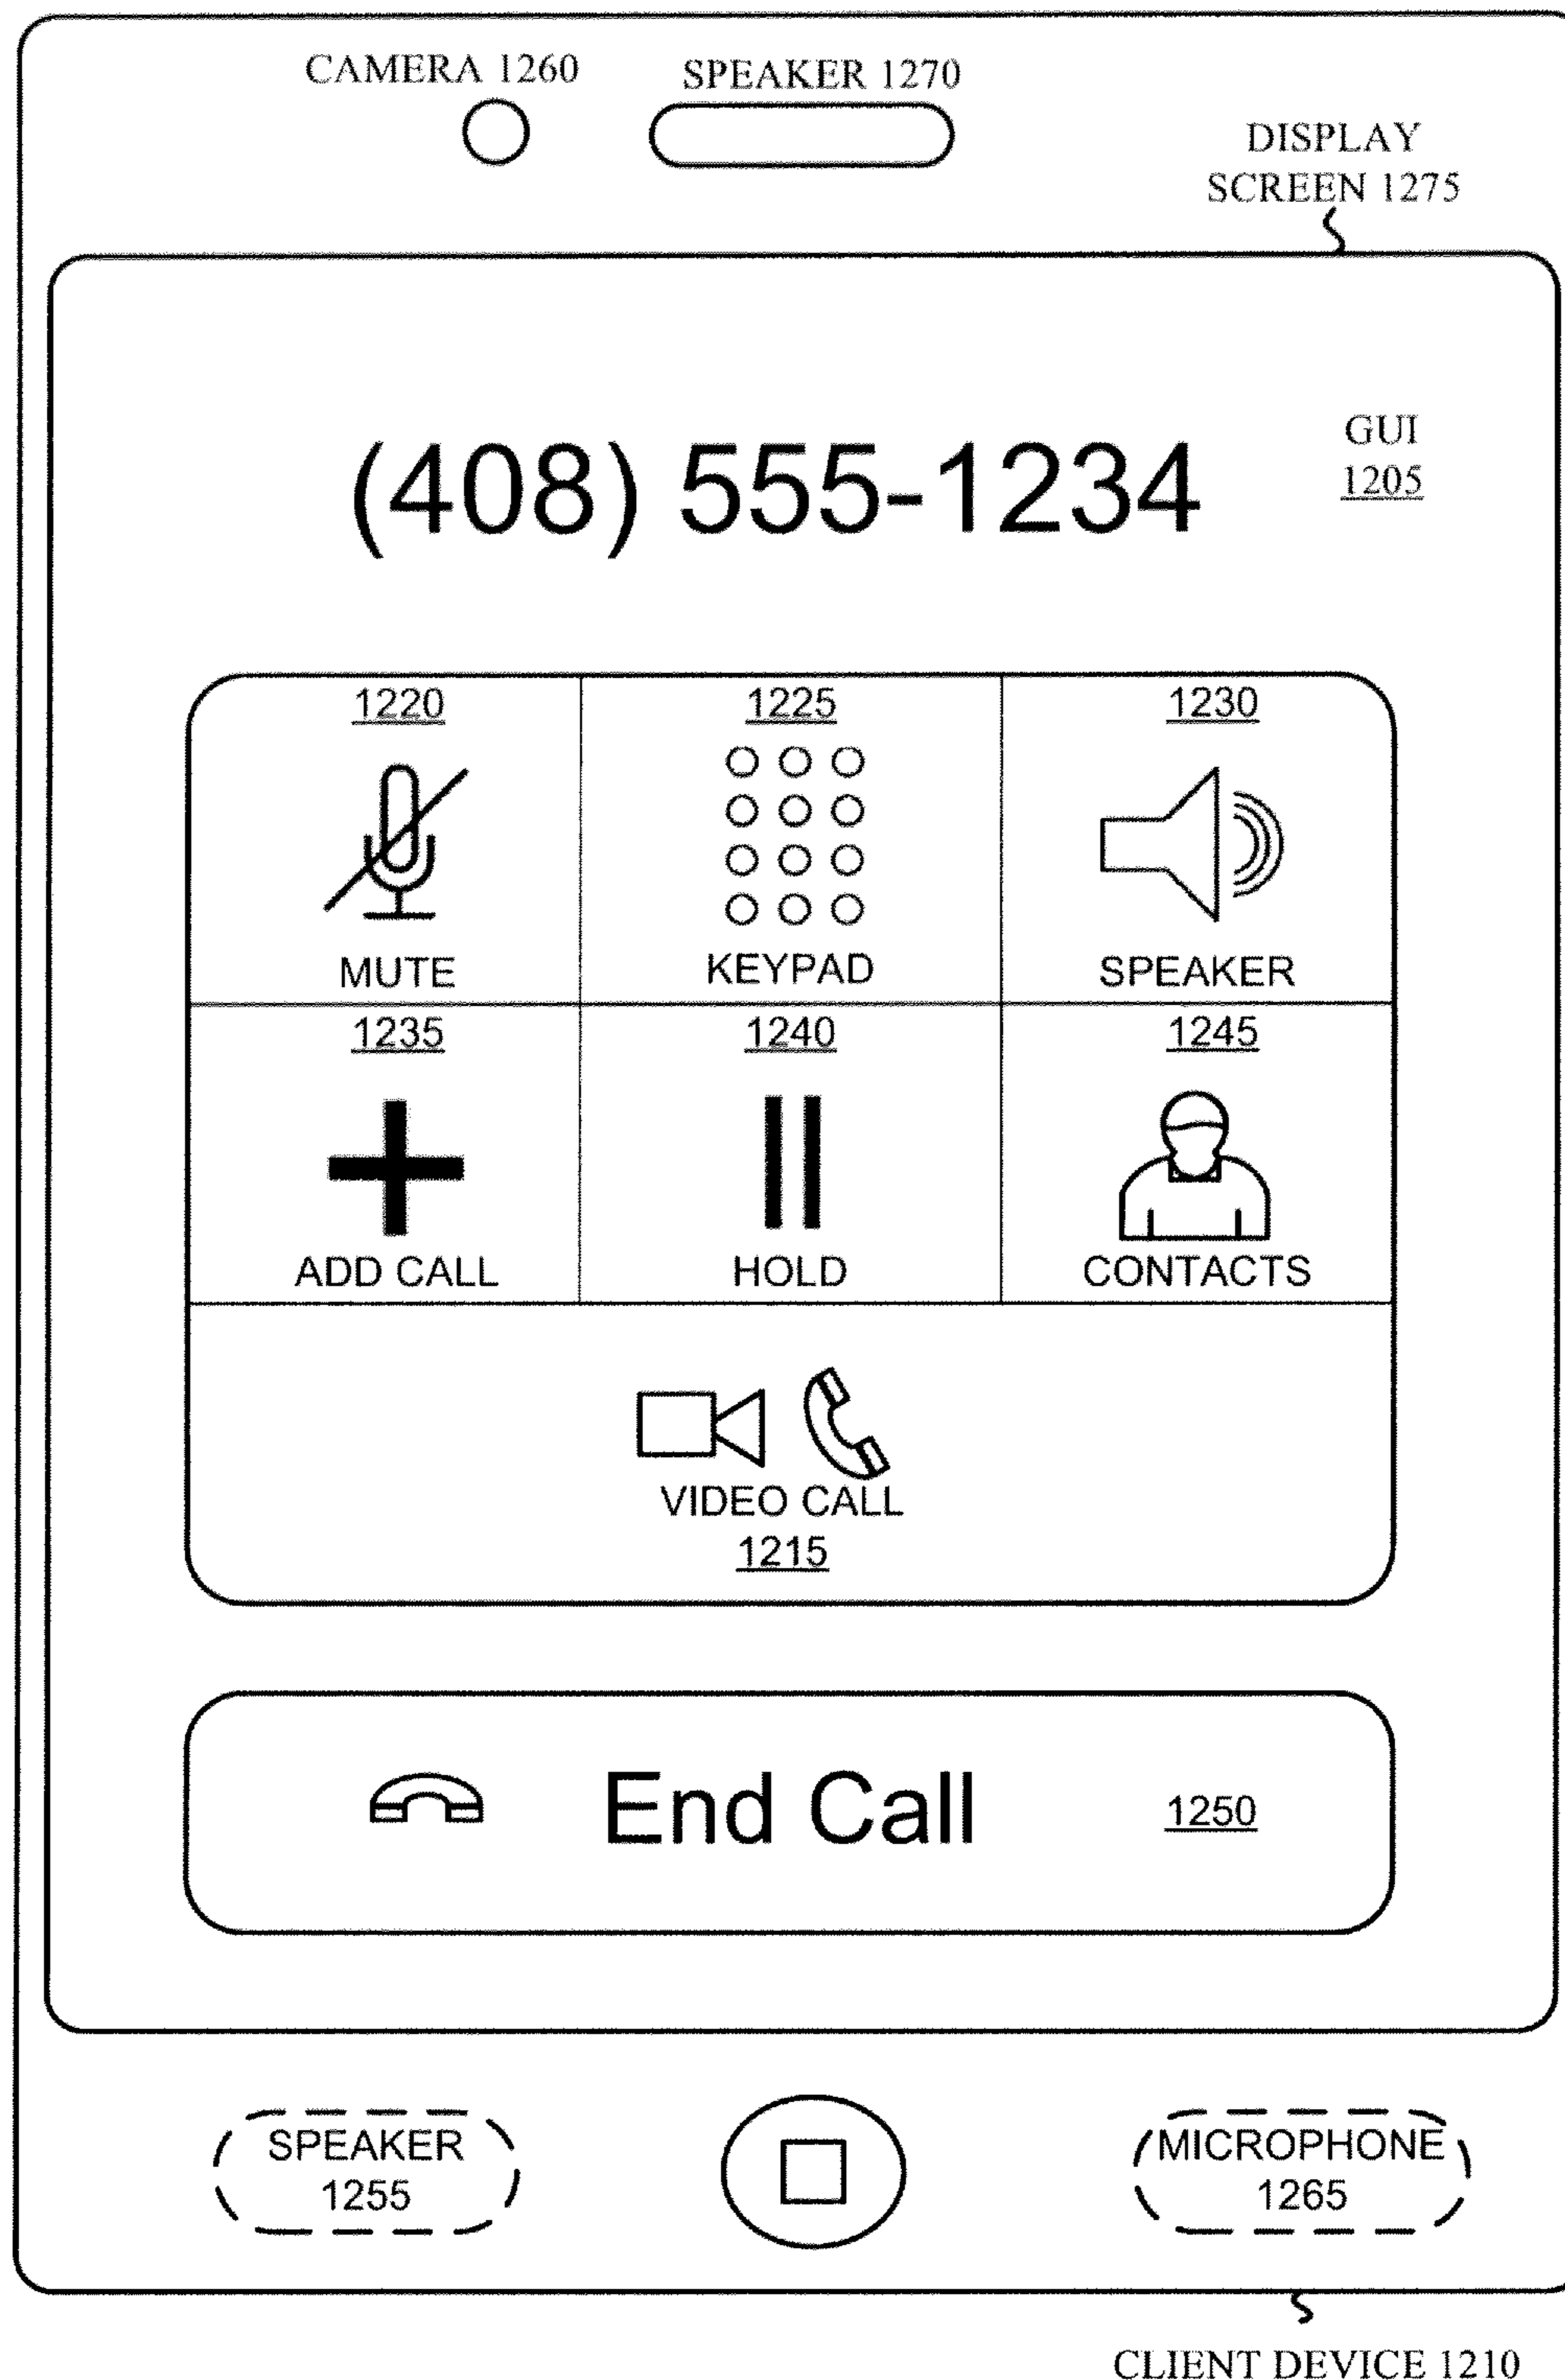 CAMERA 1260
SPEAKER 1270
DISPLAY
SCREEN 1275
(408) 555-1234
GUI
1205
1220
MUTE
1225
KEYPAD
1230
SPEAKER
1235
ADD CALL
1240
HOLD
1245
CONTACTS
VIDEO CALL
1215
End Call
1250
SPEAKER
1255
MICROPHONE
1265
CLIENT DEVICE 1210